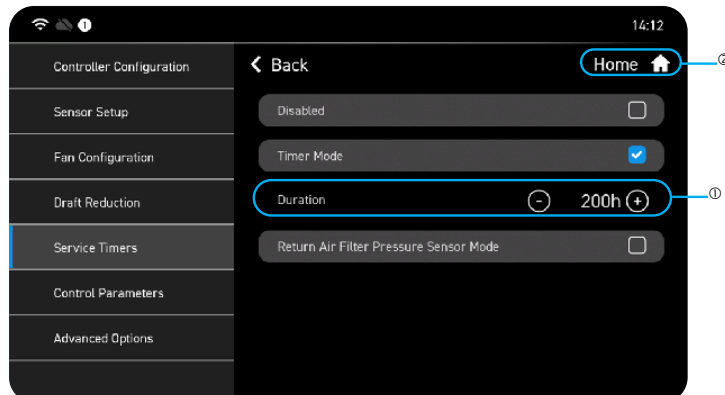 1 14:12
Controller Configuration
Sensor Setup
Fan Configuration
Draft Reduction
Service Timers
Control Parameters
Advanced Options
Back Home ②
Disabled
Timer Mode
Duration - 200h + ①
Return Air Filter Pressure Sensor Mode